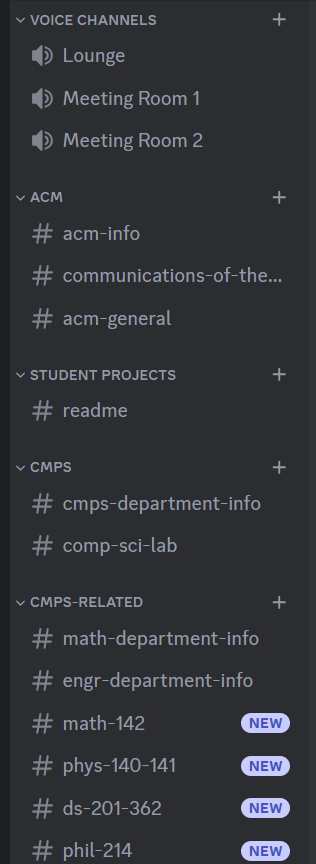 VOICE CHANNELS
Lounge
Meeting Room 1
Meeting Room 2
ACM
# acm-info
# communications-of-the...
# acm-general
STUDENT PROJECTS
# readme
CMPS
# cmps-department-info
# comp-sci-lab
CMPS-RELATED
# math-department-info
# engr-department-info
# math-142 NEW
# phys-140-141 NEW
# ds-201-362 NEW
# phil-214 NEW